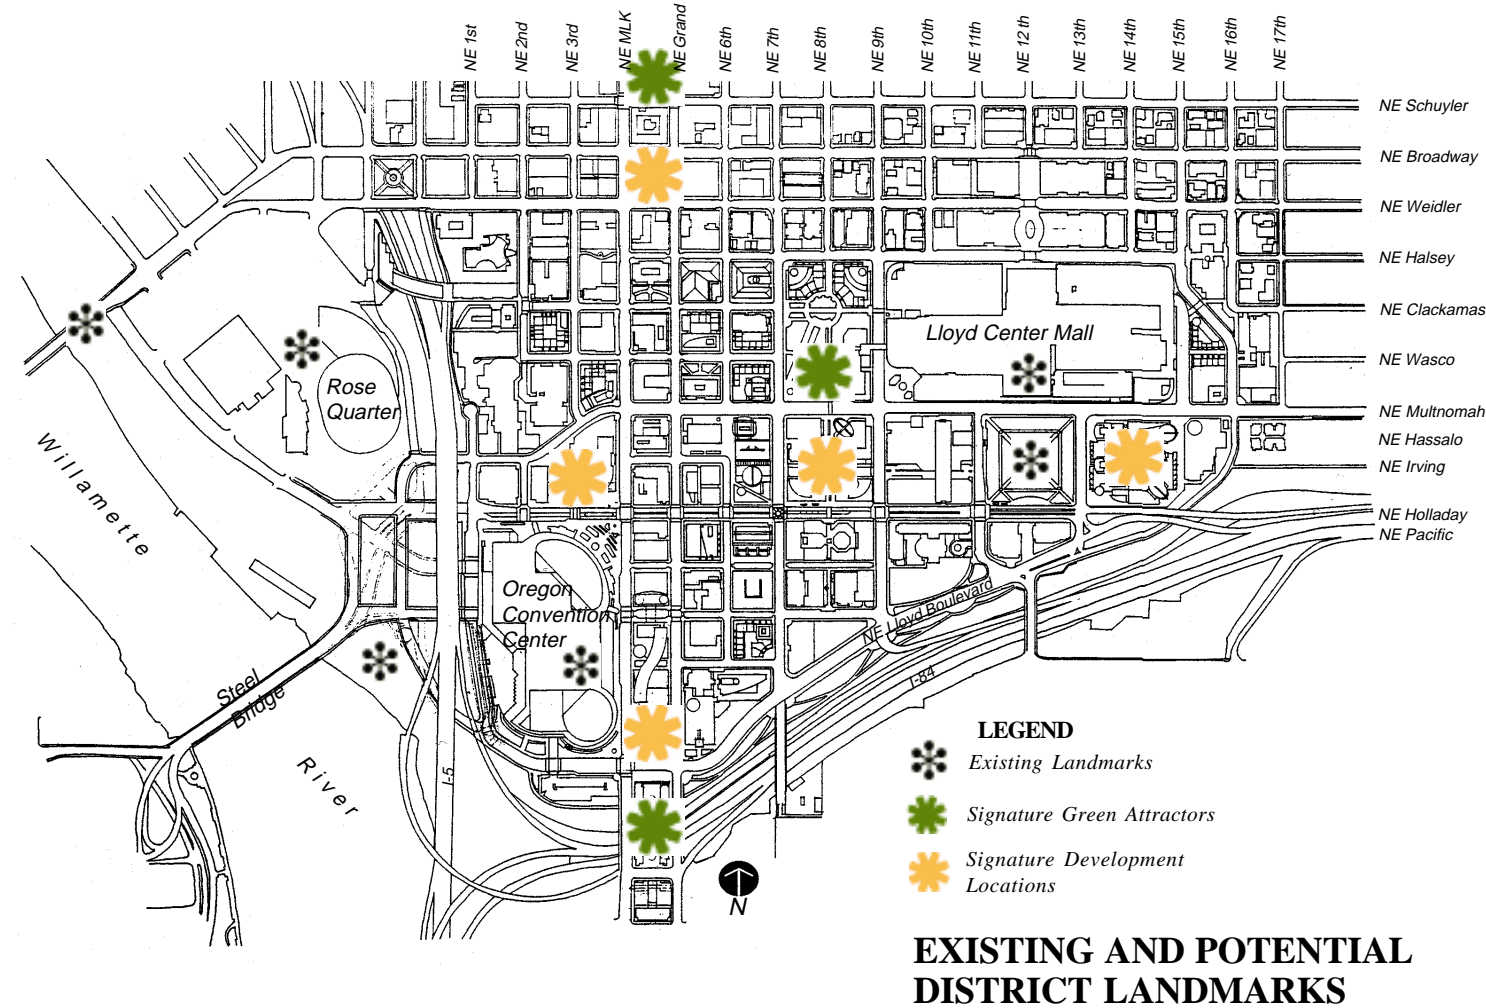 NE 1st
NE 2nd
NE 3rd
NE MLK
NE Grand
NE 6th
NE 7th
NE 8th
NE 9th
NE 10th
NE 11th
NE 12 th
NE 13th
NE 14th
NE 15th
NE 16th
NE 17th
NE Schuyler
NE Broadway
NE Weidler
NE Halsey
NE Clackamas
NE Wasco
NE Multnomah
NE Hassalo
NE Irving
NE Holladay
NE Pacific
Lloyd Center Mall
Rose
Quarter
Willamette
River
Oregon
Convention
Center
NE Lloyd Boulevard
Steel
Bridge
I-84
I-5
N
LEGEND
Existing Landmarks
Signature Green Attractors
Signature Development
Locations
EXISTING AND POTENTIAL
DISTRICT LANDMARKS